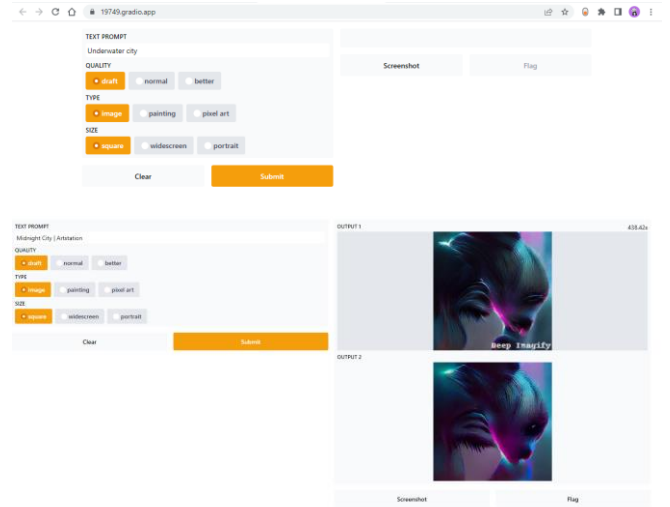 19749.gradio.app
TEXT PROMPT
Underwater city
QUALITY
draft normal better
TYPE
image painting pixel art
SIZE
square widescreen portrait
Clear Submit
Screenshot Flag
TEXT PROMPT
Midnight City | Artstation
QUALITY
draft normal better
TYPE
image painting pixel art
SIZE
square widescreen portrait
Clear Submit
OUTPUT 1 438.62s
Deep Imagify
OUTPUT 2
Screenshot Flag